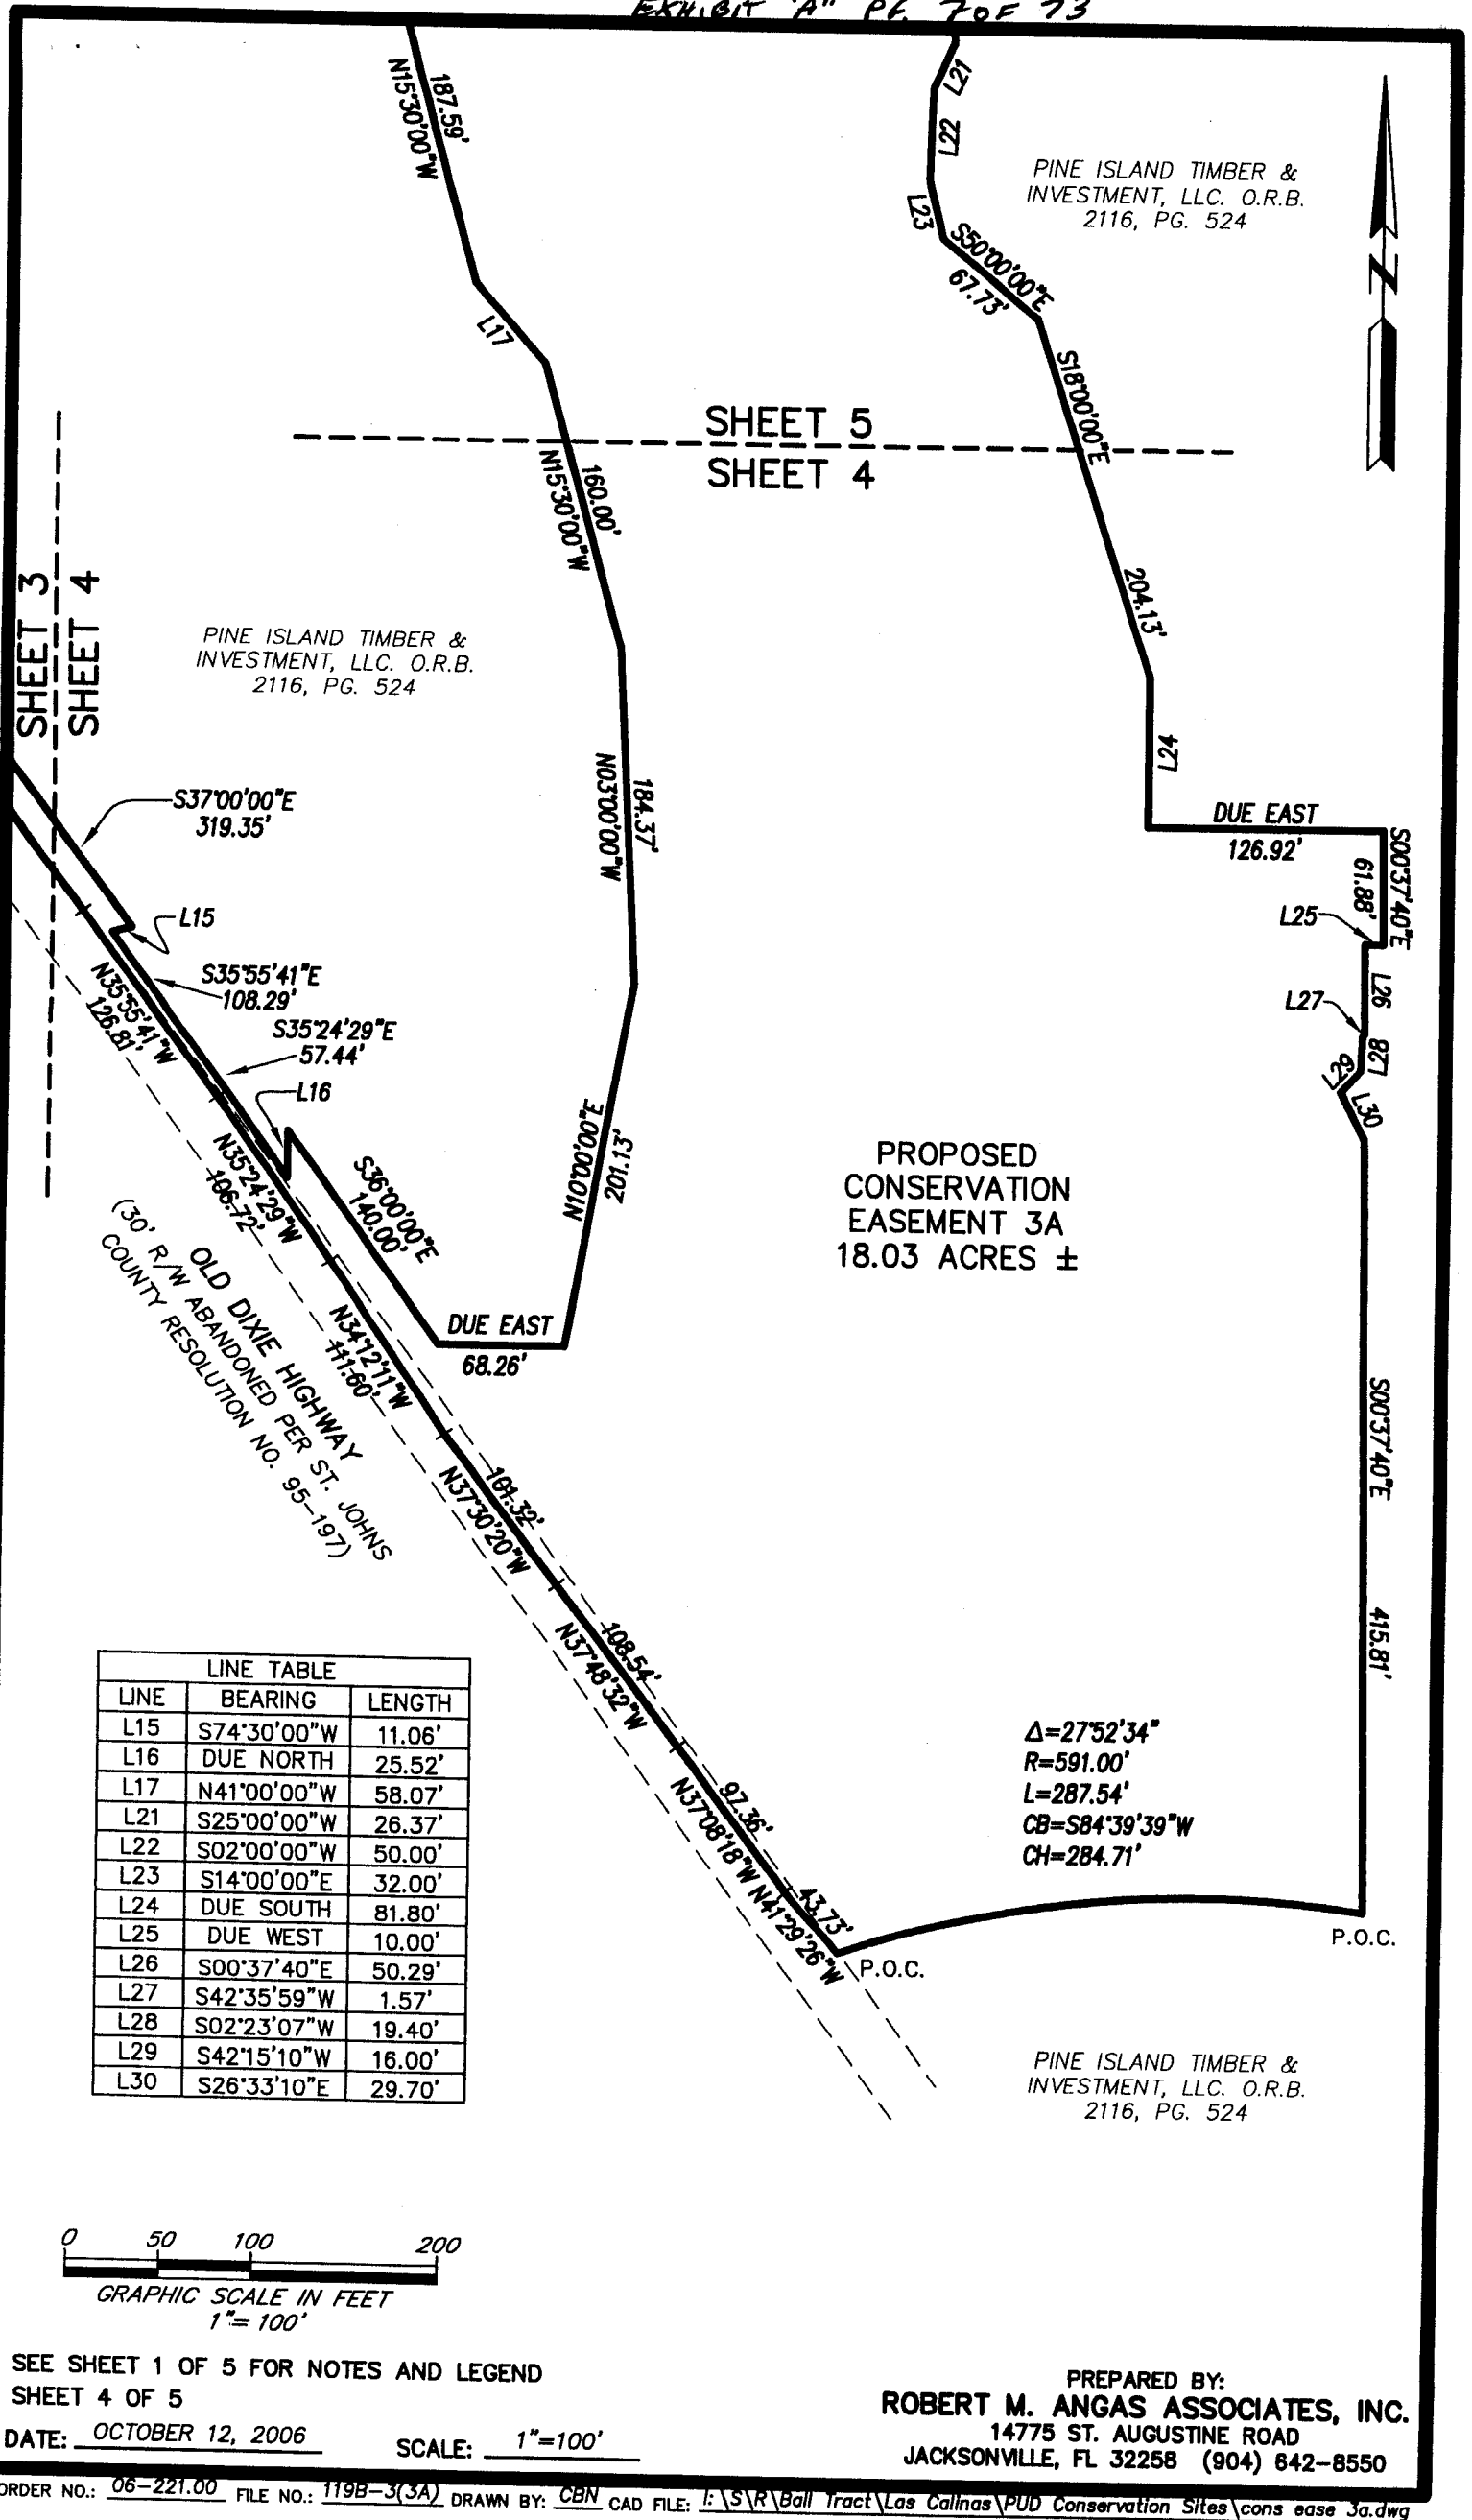 EXHIBIT "A" PG. 7 OF 73
187.59'
N15°30'00"W
L21
L22
L23
PINE ISLAND TIMBER &
INVESTMENT, LLC. O.R.B.
2116, PG. 524
N
S50°00'00"E
67.73'
L17
S18°00'00"E
204.13'
SHEET 5
SHEET 4
160.00'
N15°30'00"W
SHEET 3
SHEET 4
PINE ISLAND TIMBER &
INVESTMENT, LLC. O.R.B.
2116, PG. 524
L24
DUE EAST
126.92'
S00°37'40"E
61.88'
L25
L26
L27
L28
L29
L30
184.37'
N03°00'00"W
S37°00'00"E
319.35'
L15
S35°55'41"E
108.29'
S35°24'29"E
57.44'
L16
N35°55'41"W
126.81'
N35°24'29"W
106.72'
S36°00'00"E
140.00'
N10°00'00"E
201.13'
DUE EAST
68.26'
PROPOSED
CONSERVATION
EASEMENT 3A
18.03 ACRES ±
OLD DIXIE HIGHWAY
(30' R/W ABANDONED PER ST. JOHNS
COUNTY RESOLUTION NO. 95-197)
N34°12'11"W
111.60'
101.32'
N37°30'20"W
108.54'
N37°48'32"W
97.36'
N37°08'18"W
43.73'
N41°29'26"W
S00°37'40"E
415.81'
Δ=27°52'34"
R=591.00'
L=287.54'
CB=S84°39'39"W
CH=284.71'
P.O.C.
P.O.C.
LINE TABLE
LINE BEARING LENGTH
L15 S74°30'00"W 11.06'
L16 DUE NORTH 25.52'
L17 N41°00'00"W 58.07'
L21 S25°00'00"W 26.37'
L22 S02°00'00"W 50.00'
L23 S14°00'00"E 32.00'
L24 DUE SOUTH 81.80'
L25 DUE WEST 10.00'
L26 S00°37'40"E 50.29'
L27 S42°35'59"W 1.57'
L28 S02°23'07"W 19.40'
L29 S42°15'10"W 16.00'
L30 S26°33'10"E 29.70'
PINE ISLAND TIMBER &
INVESTMENT, LLC. O.R.B.
2116, PG. 524
0 50 100 200
GRAPHIC SCALE IN FEET
1"= 100'
SEE SHEET 1 OF 5 FOR NOTES AND LEGEND
SHEET 4 OF 5
DATE: OCTOBER 12, 2006 SCALE: 1"=100'
PREPARED BY:
ROBERT M. ANGAS ASSOCIATES, INC.
14775 ST. AUGUSTINE ROAD
JACKSONVILLE, FL 32258 (904) 642-8550
ORDER NO.: 06-221.00 FILE NO.: 119B-3(3A) DRAWN BY: CBN CAD FILE: I:\S\R\Ball Tract\Las Calinas\PUD Conservation Sites\cons ease 3a.dwg